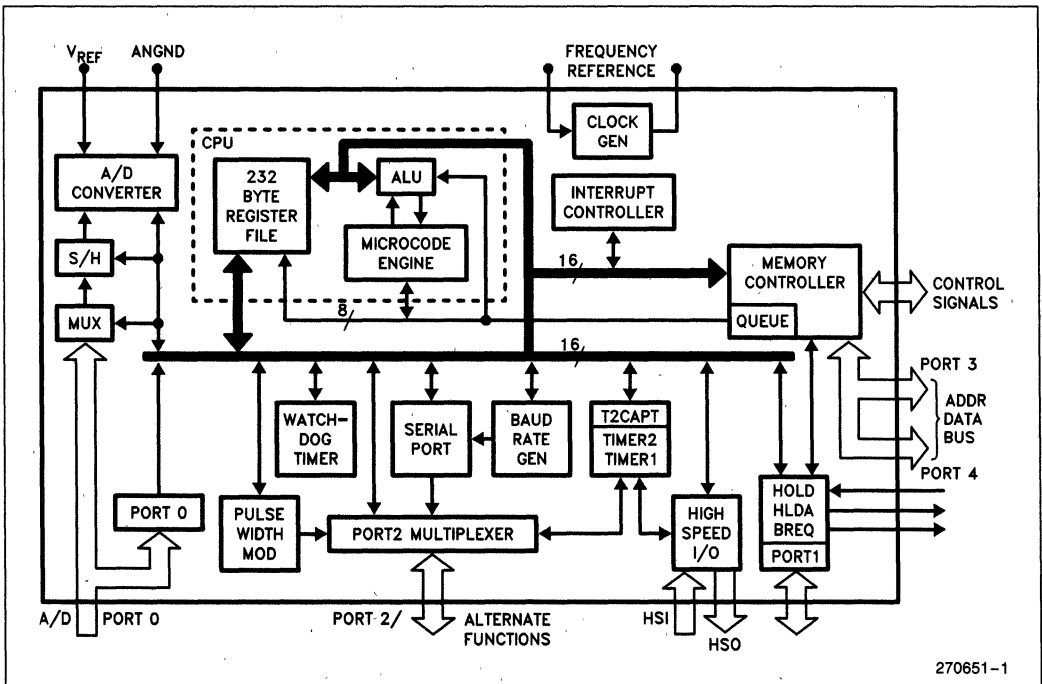 VREF ANGND
FREQUENCY
REFERENCE
CLOCK
GEN
CPU
A/D
CONVERTER
232
BYTE
REGISTER
FILE
ALU
MICROCODE
ENGINE
INTERRUPT
CONTROLLER
S/H
MUX
16
8
16
MEMORY
CONTROLLER
QUEUE
CONTROL
SIGNALS
PORT 3
ADDR
DATA
BUS
PORT 4
WATCH-
DOG
TIMER
SERIAL
PORT
BAUD
RATE
GEN
T2CAPT
TIMER2
TIMER1
PORT 0
PULSE
WIDTH
MOD
PORT2 MULTIPLEXER
HIGH
SPEED
I/O
HOLD
HLDA
BREQ
PORT1
A/D PORT 0
PORT 2/ ALTERNATE
FUNCTIONS
HSI
HSO
270651-1